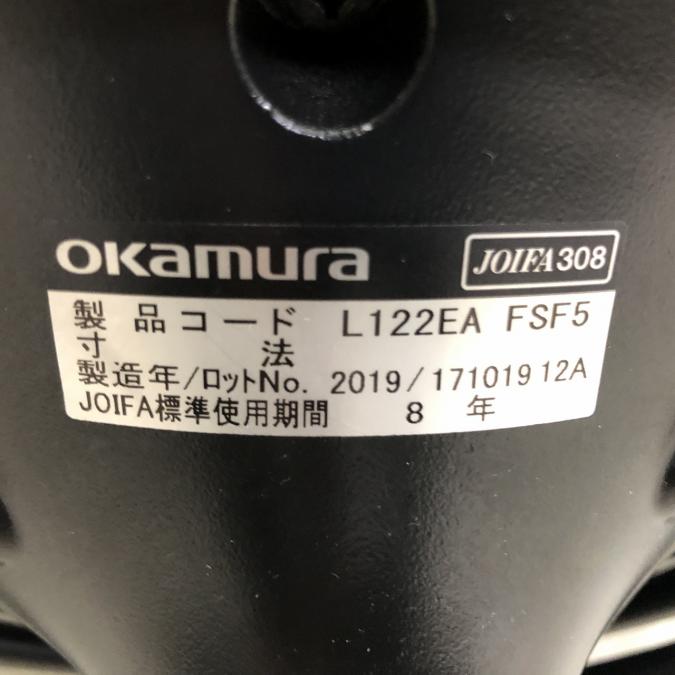 okamura
JOIFA308
製品コード L122EA FSF5
寸法
製造年/ロットNo. 2019/171019 12A
JOIFA標準使用期間 8 年